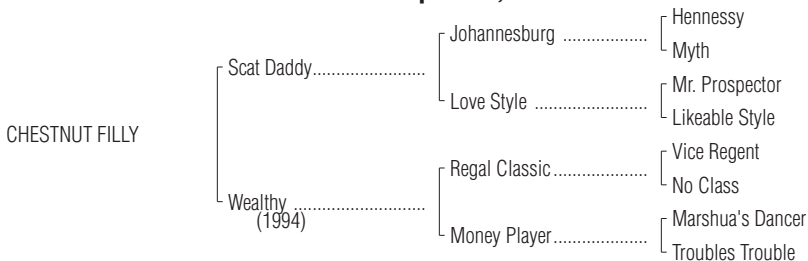 Hennessy
Johannesburg ...................
Myth
Scat Daddy.........................
Mr. Prospector
Love Style .........................
Likeable Style
CHESTNUT FILLY
Vice Regent
Regal Classic.....................
No Class
Wealthy .............................
(1994)
Marshua's Dancer
Money Player.....................
Troubles Trouble